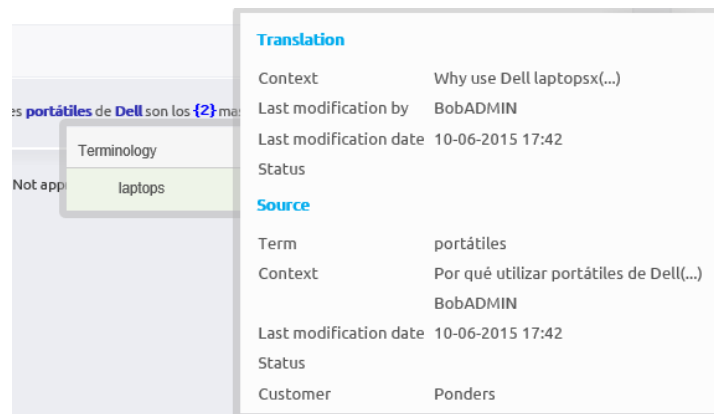 Translation
Context Why use Dell laptopsx(...)
Last modification by BobADMIN
es portátiles de Dell son los {2} mas
Last modification date 10-06-2015 17:42
Terminology
Status
Not app
laptops
Source
Term portátiles
Context Por qué utilizar portátiles de Dell(...)
BobADMIN
Last modification date 10-06-2015 17:42
Status
Customer Ponders